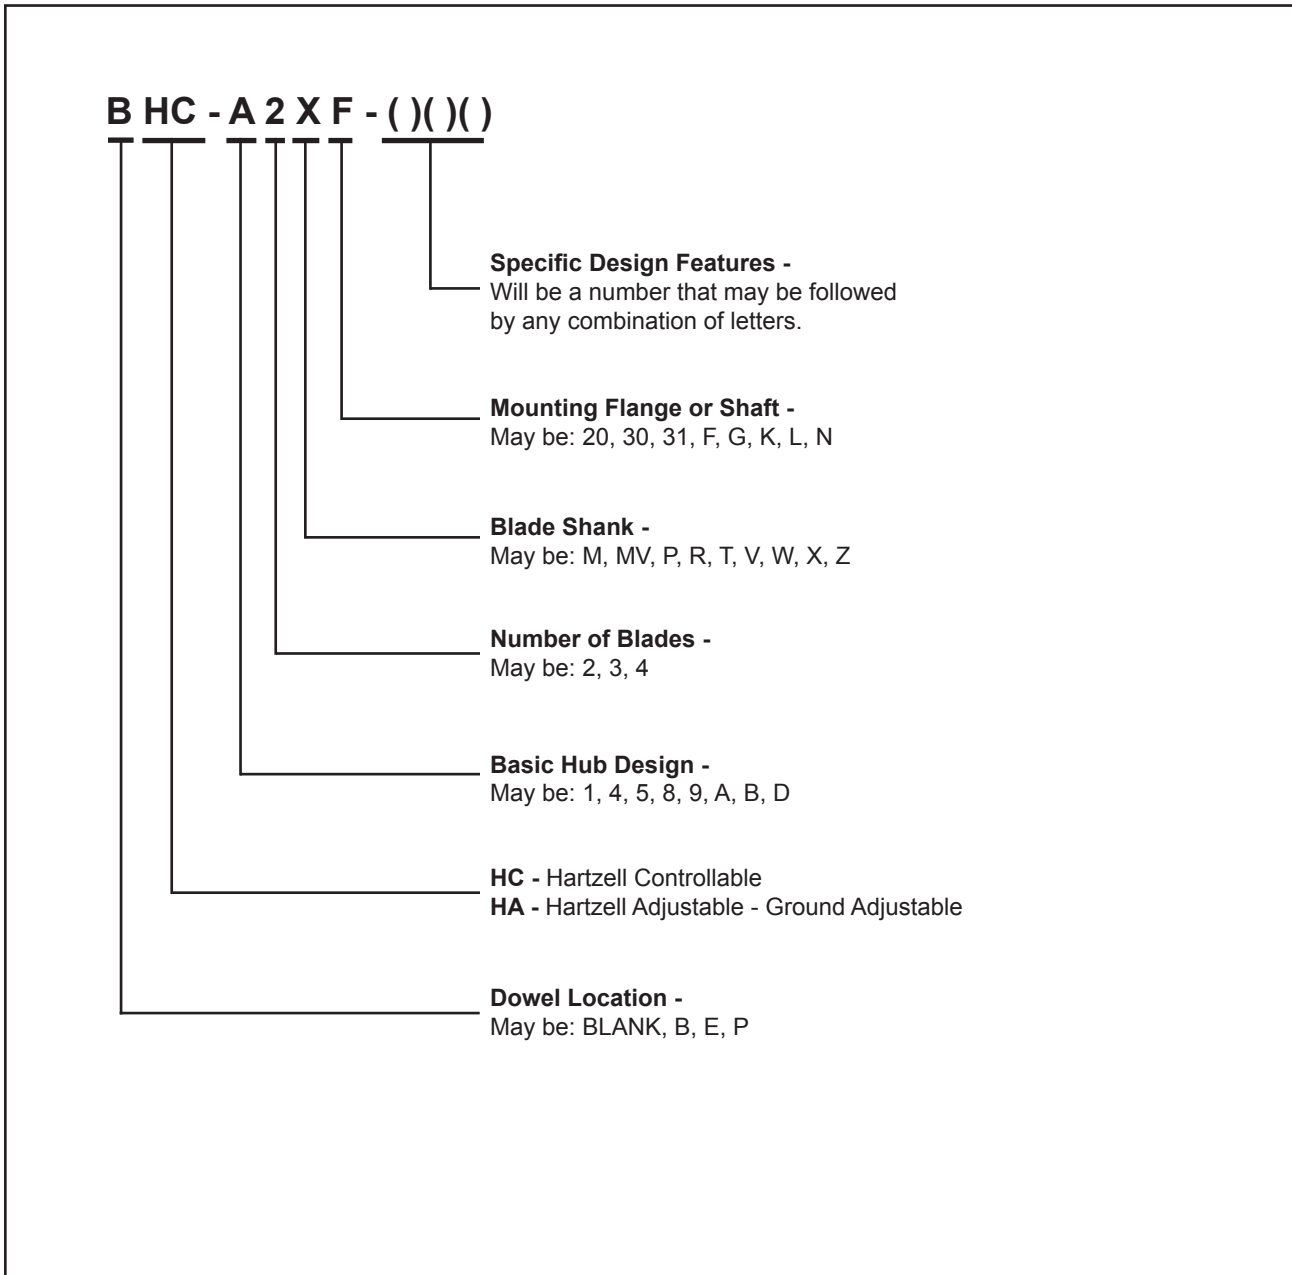 B HC - A 2 X F - ( )( )( )
Specific Design Features -
Will be a number that may be followed
by any combination of letters.
Mounting Flange or Shaft -
May be: 20, 30, 31, F, G, K, L, N
Blade Shank -
May be: M, MV, P, R, T, V, W, X, Z
Number of Blades -
May be: 2, 3, 4
Basic Hub Design -
May be: 1, 4, 5, 8, 9, A, B, D
HC - Hartzell Controllable
HA - Hartzell Adjustable - Ground Adjustable
Dowel Location -
May be: BLANK, B, E, P